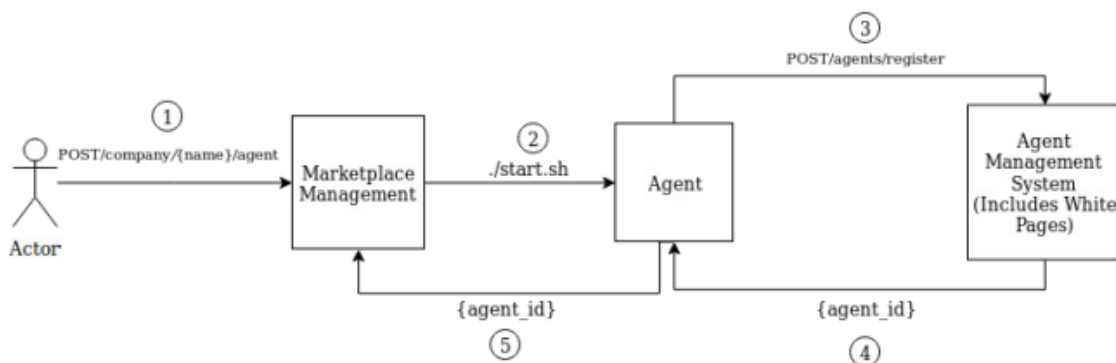 ③
POST/agents/register
①
POST/company/{name}/agent
②
./start.sh
Marketplace
Management
Agent
Agent
Management
System
(Includes White
Pages)
Actor
{agent_id}
⑤
{agent_id}
④